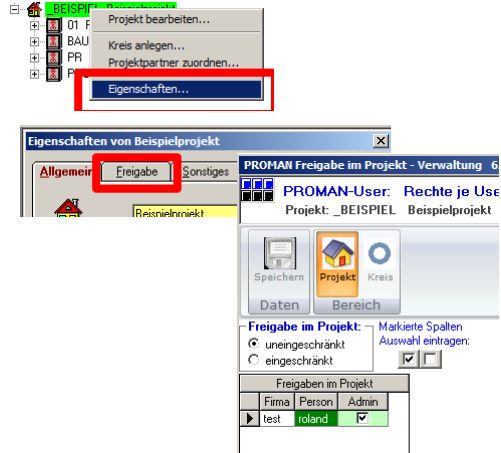 _BEISPIEL Beispielprojekt
Projekt bearbeiten...
01
BAU
Kreis anlegen...
PR
Projektpartner zuordnen...
Eigenschaften...
Eigenschaften von Beispielprojekt
Allgemein Freigabe Sonstiges
Beispielprojekt
PROMAN Freigabe im Projekt - Verwaltung 6.
PROMAN-User: Rechte je Use
Projekt: _BEISPIEL Beispielprojekt
Speichern Projekt Kreis
Daten Bereich
Freigabe im Projekt: Markierte Spalten
uneingeschränkt Auswahl eintragen:
eingeschränkt
Freigaben im Projekt
Firma Person Admin
test roland